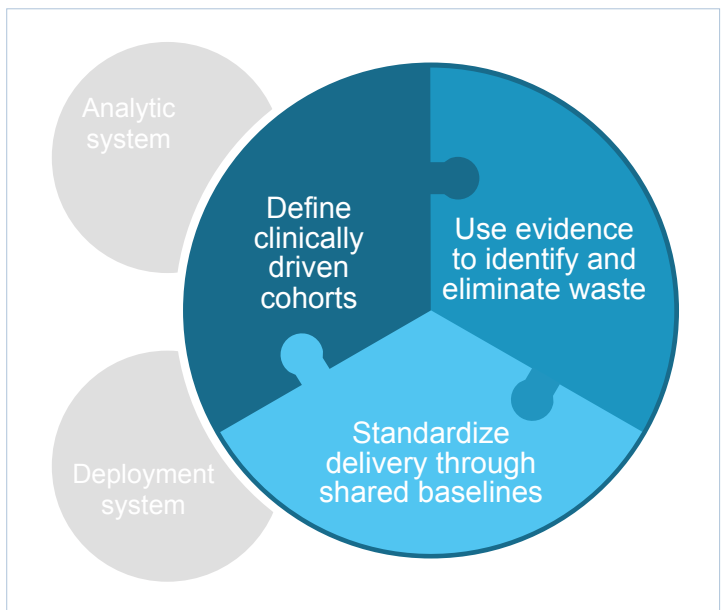 Analytic
system
Define
clinically
driven
cohorts
Use evidence
to identify and
eliminate waste
Standardize
delivery through
shared baselines
Deployment
system